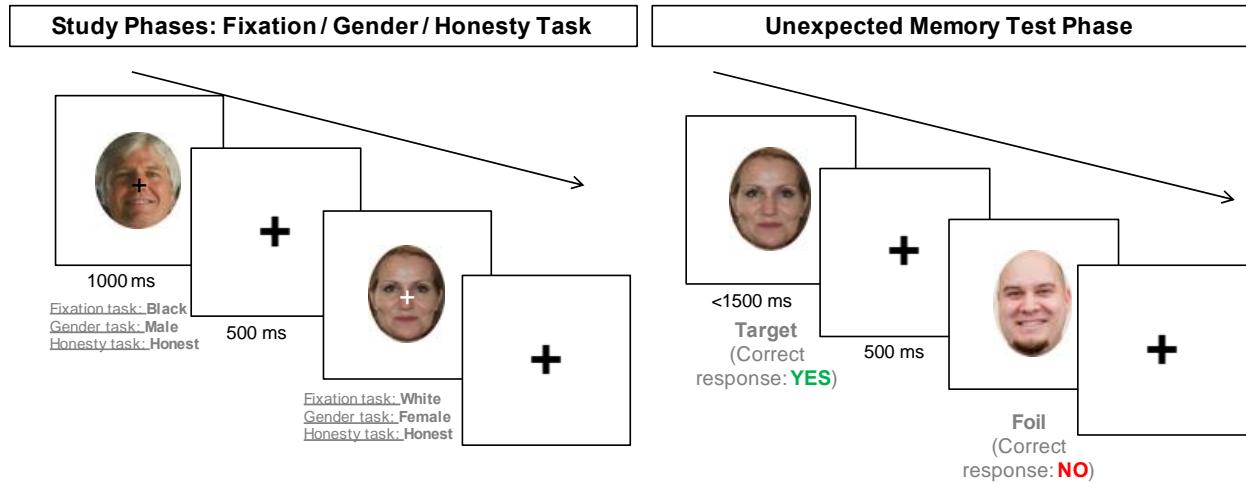 Study Phases: Fixation / Gender / Honesty Task
1000 ms
Fixation task: Black
Gender task: Male
Honesty task: Honest
500 ms
Fixation task: White
Gender task: Female
Honesty task: Honest
Unexpected Memory Test Phase
<1500 ms
Target
(Correct
response: YES)
500 ms
Foil
(Correct
response: NO)